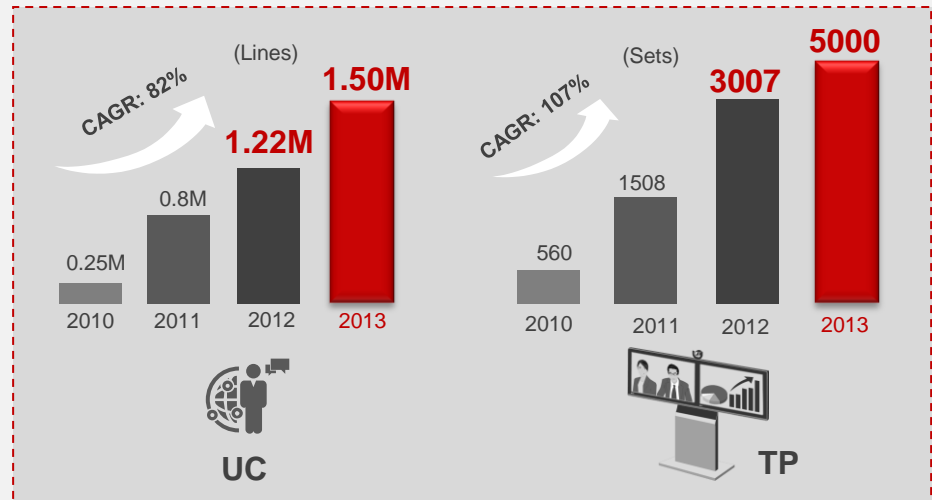 (Lines)
CAGR: 82%
0.25M
0.8M
1.22M
1.50M
2010
2011
2012
2013
UC
(Sets)
CAGR: 107%
560
1508
3007
5000
2010
2011
2012
2013
TP